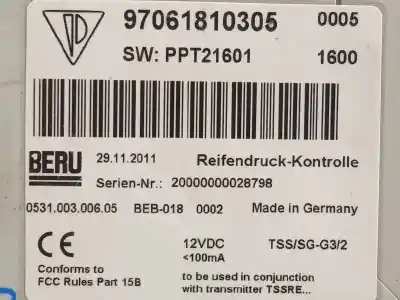 97061810305 0005
SW: PPT21601 1600
BERU 29.11.2011 Reifendruck-Kontrolle
Serien-Nr.: 20000000028798
0531.003.006.05 BEB-018 0002 Made in Germany
CE 12VDC TSS/SG-G3/2
<100mA
Conforms to to be used in conjunction
FCC Rules Part 15B with transmitter TSSRE...